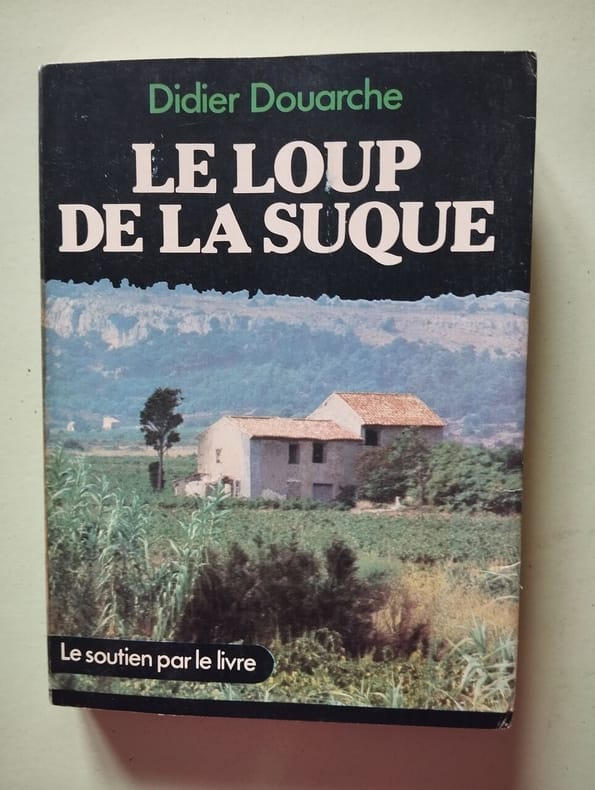 Didier Douarche
LE LOUP
DE LA SUQUE
Le soutien par le livre